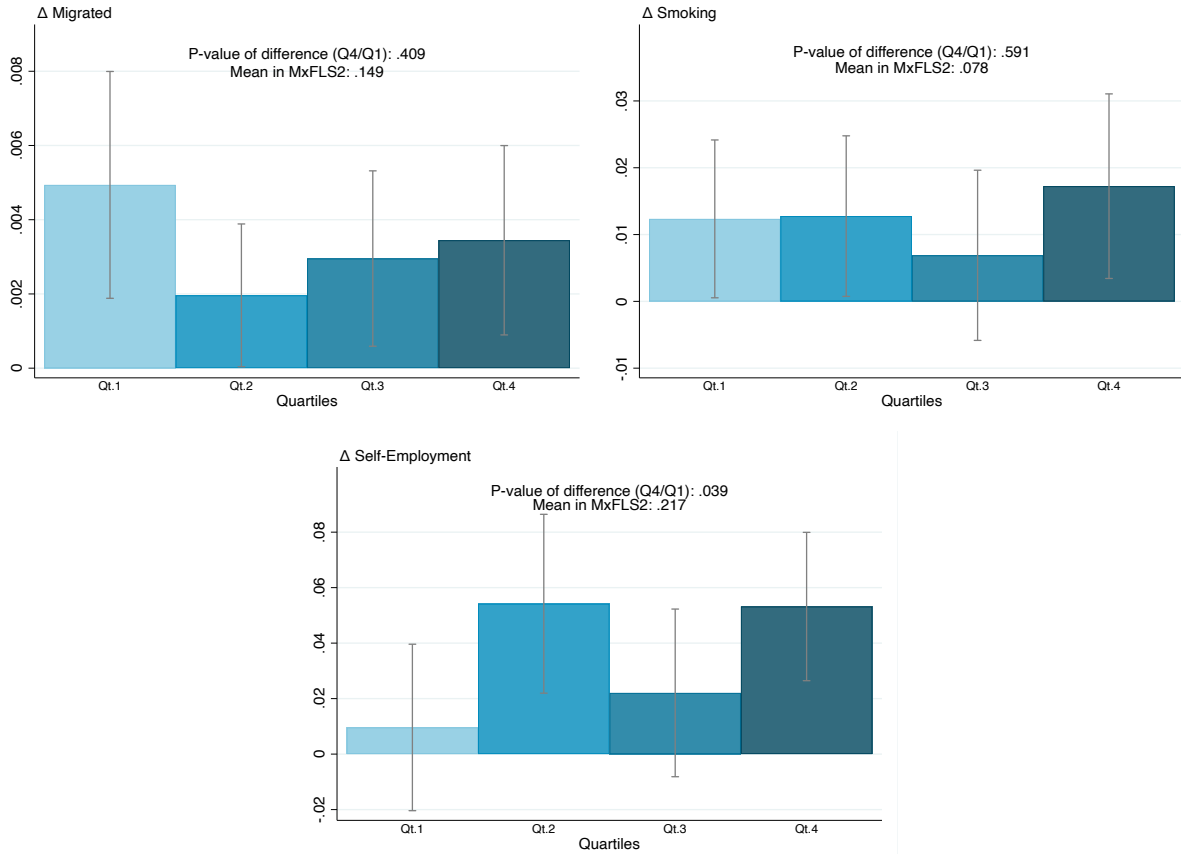 Δ Migrated
P-value of difference (Q4/Q1): .409
Mean in MxFLS2: .149
.008
.006
.004
.002
0
Qt.1 Qt.2 Qt.3 Qt.4
Quartiles
Δ Smoking
P-value of difference (Q4/Q1): .591
Mean in MxFLS2: .078
.03
.02
.01
0
-.01
Qt.1 Qt.2 Qt.3 Qt.4
Quartiles
Δ Self-Employment
P-value of difference (Q4/Q1): .039
Mean in MxFLS2: .217
.08
.06
.04
.02
0
-.02
Qt.1 Qt.2 Qt.3 Qt.4
Quartiles